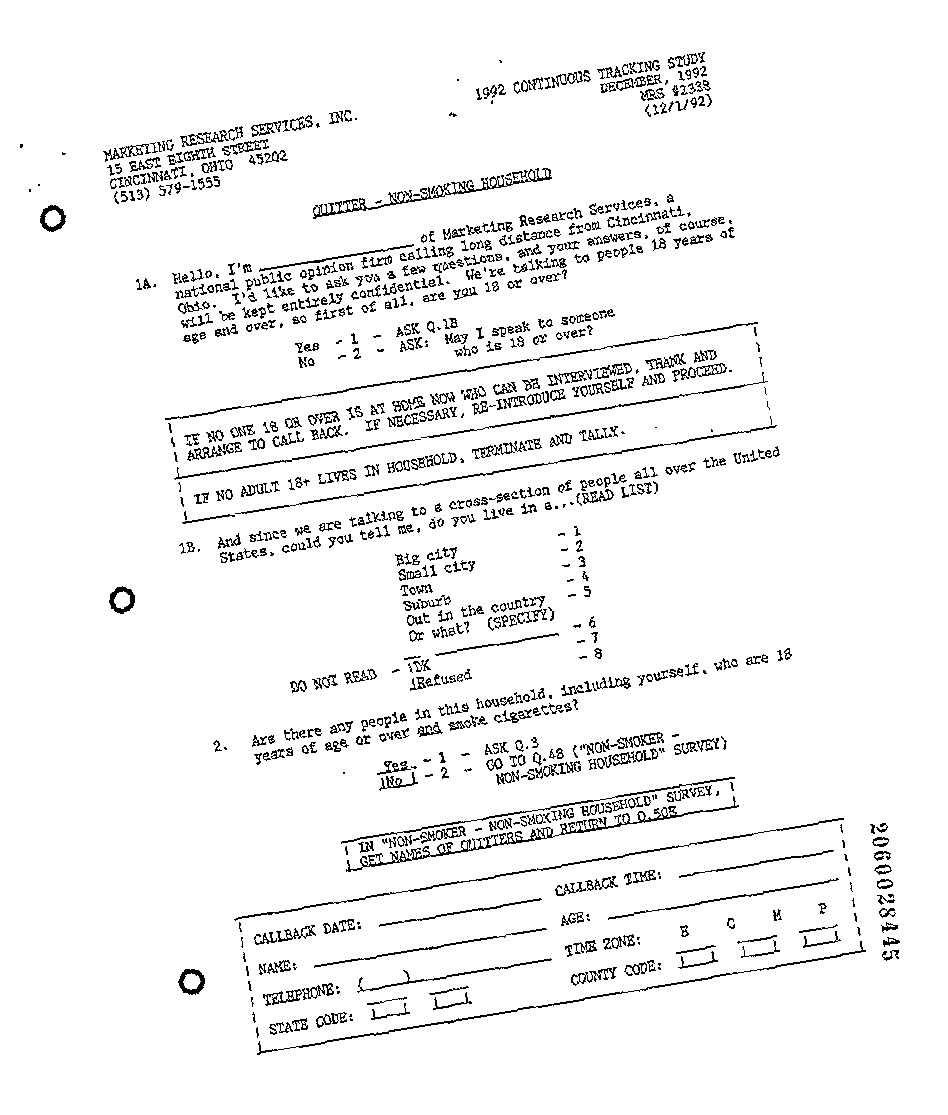 1992 CONTINUOUS TRACKING STUDY
DECEMBER, 1992
MRS #2338
(12/1/92)
MARKETING RESEARCH SERVICES, INC.
15 EAST EIGHTH STREET
CINCINNATI, OHIO 45202
(513) 579-1555
QUITTER - NON-SMOKING HOUSEHOLD
1A. Hello, I'm ____________________ of Marketing Research Services, a
national public opinion firm calling long distance from Cincinnati,
Ohio. I'd like to ask you a few questions, and your answers, of course,
will be kept entirely confidential. We're talking to people 18 years of
age and over, so first of all, are you 18 or over?
Yes - 1 - ASK Q.1B
No - 2 - ASK: May I speak to someone
who is 18 or over?
IF NO ONE 18 OR OVER IS AT HOME NOW WHO CAN BE INTERVIEWED, THANK AND
ARRANGE TO CALL BACK. IF NECESSARY, RE-INTRODUCE YOURSELF AND PROCEED.
IF NO ADULT 18+ LIVES IN HOUSEHOLD, TERMINATE AND TALLY.
1B. And since we are talking to a cross-section of people all over the United
States, could you tell me, do you live in a...(READ LIST)
Big city - 1
Small city - 2
Town - 3
Suburb - 4
Out in the country - 5
Or what? (SPECIFY)
____________________ - 6
DO NOT READ - DK - 7
Refused - 8
2. Are there any people in this household, including yourself, who are 18
years of age or over and smoke cigarettes?
Yes - 1 - ASK Q.3
No - 2 - GO TO Q.48 ("NON-SMOKER -
NON-SMOKING HOUSEHOLD" SURVEY)
IN "NON-SMOKER - NON-SMOKING HOUSEHOLD" SURVEY,
GET NAMES OF QUITTERS AND RETURN TO Q.50E
CALLBACK DATE: ____________________ CALLBACK TIME: ____________________
NAME: ____________________ AGE: ____________________
TELEPHONE: ( ) ____________________ TIME ZONE: E C M P
STATE CODE: COUNTY CODE:
2060028445